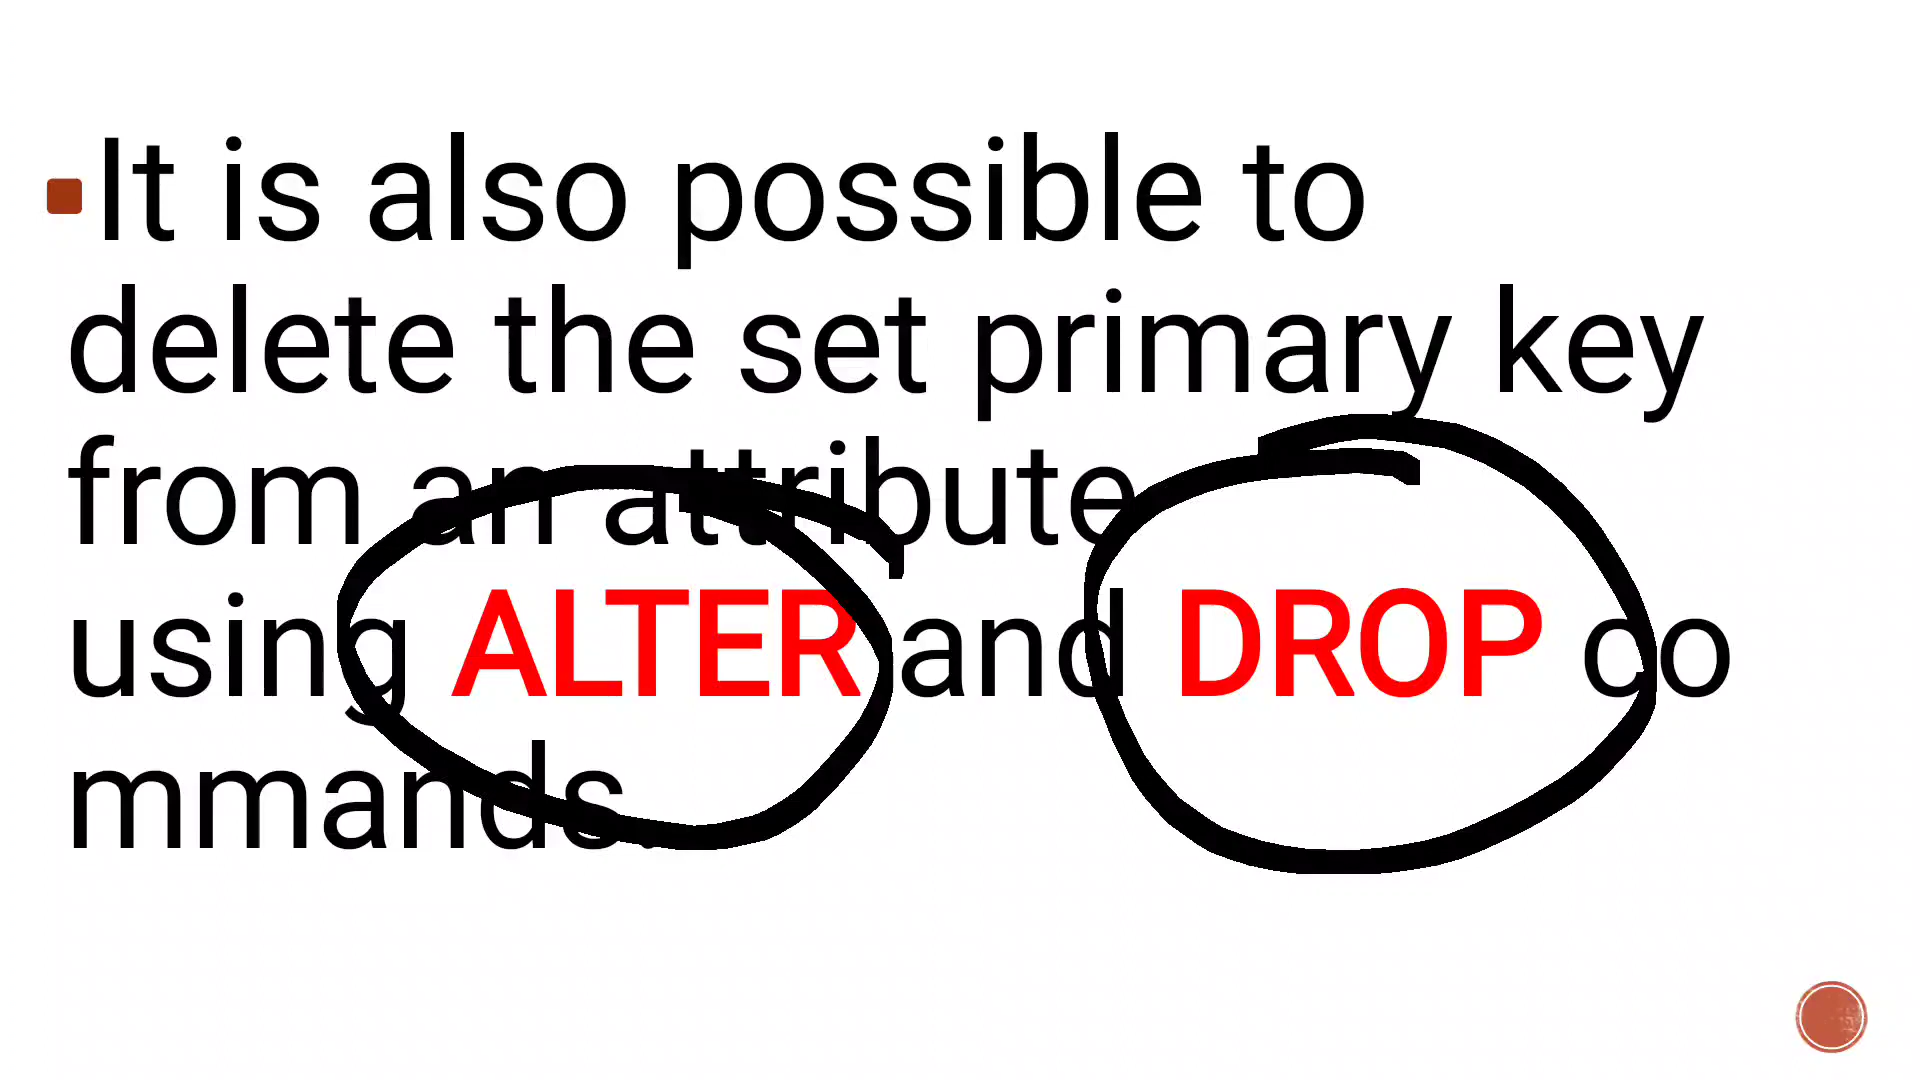 It is also possible to
delete the set primary key
from an attribute
using ALTER and DROP co
mmands.